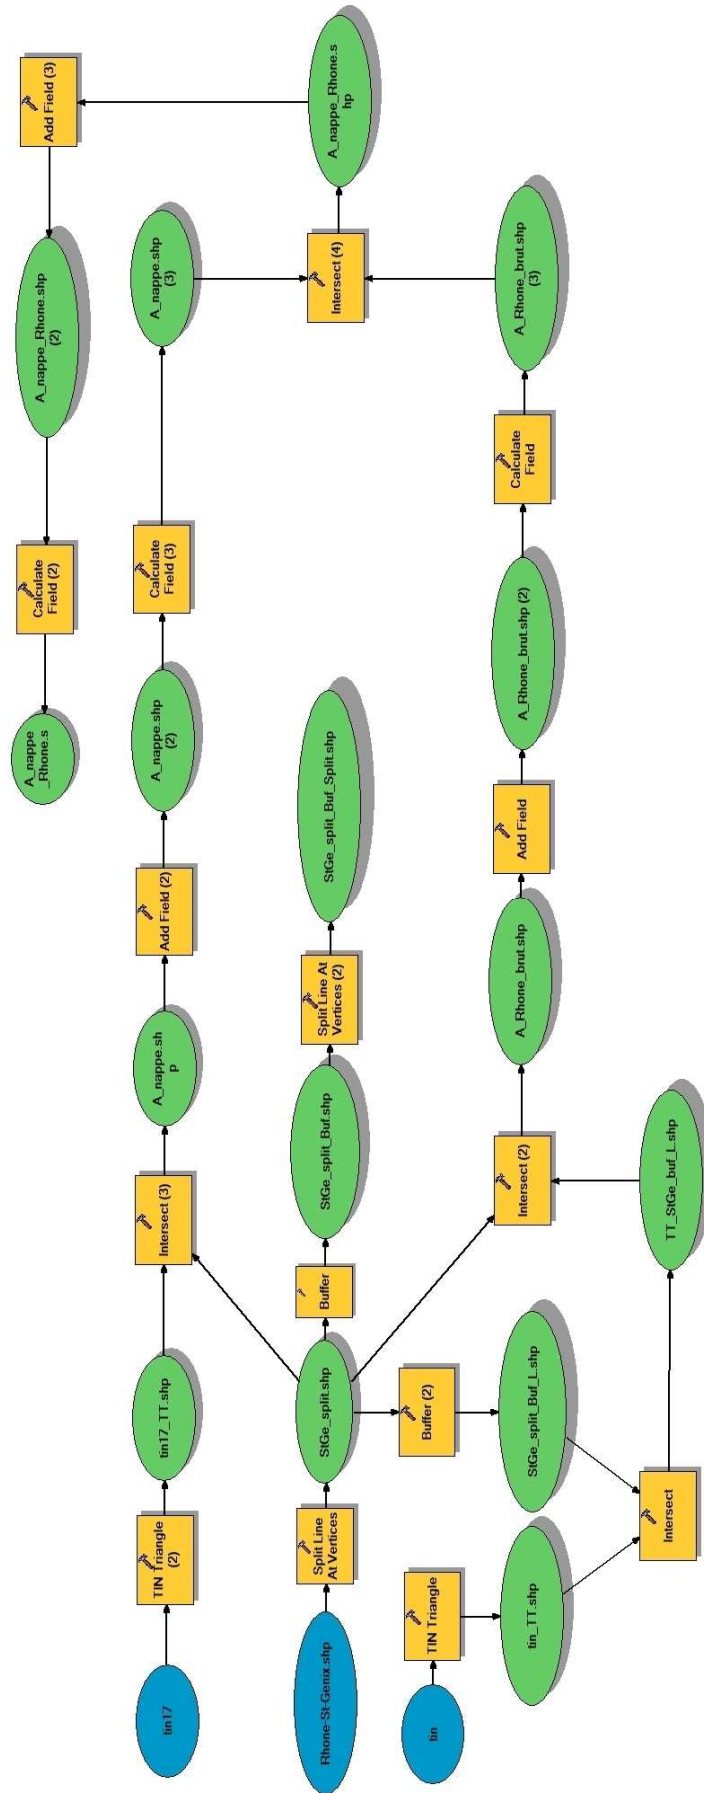 tin17
TIN Triangle
(2)
tin17_TT.shp
Intersect (3)
A_nappe.sh
p
Add Field (2)
A_nappe.shp
(2)
Calculate
Field (3)
A_nappe.shp
(3)
Rhone-St-Genix.shp
Split Line
At Vertices
StGe_split.shp
Buffer
StGe_split_Buf.shp
Split Line At
Vertices (2)
StGe_split_Buf_Split.shp
Intersect (4)
A_nappe_Rhone.s
hp
Add Field (3)
A_nappe_Rhone.shp
(2)
Calculate
Field (2)
A_nappe
_Rhone.s
tin
TIN Triangle
tin_TT.shp
Buffer (2)
StGe_split_Buf_L.shp
Intersect
TT_StGe_buf_L.shp
Intersect (2)
A_Rhone_brut.shp
Add Field
A_Rhone_brut.shp (2)
Calculate
Field
A_Rhone_brut.shp
(3)